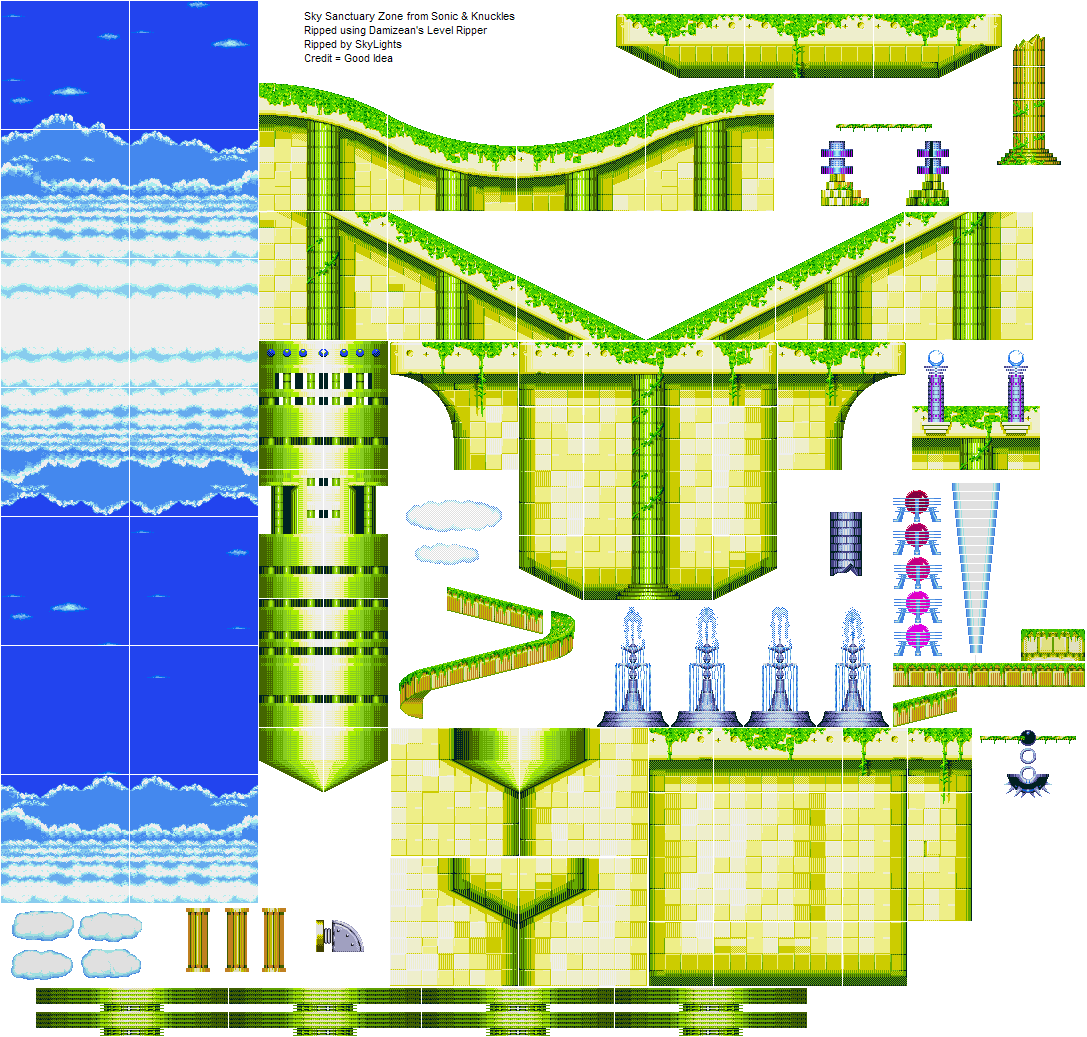 Sky Sanctuary Zone from Sonic & Knuckles
Ripped using Damizean's Level Ripper
Ripped by SkyLights
Credit = Good Idea